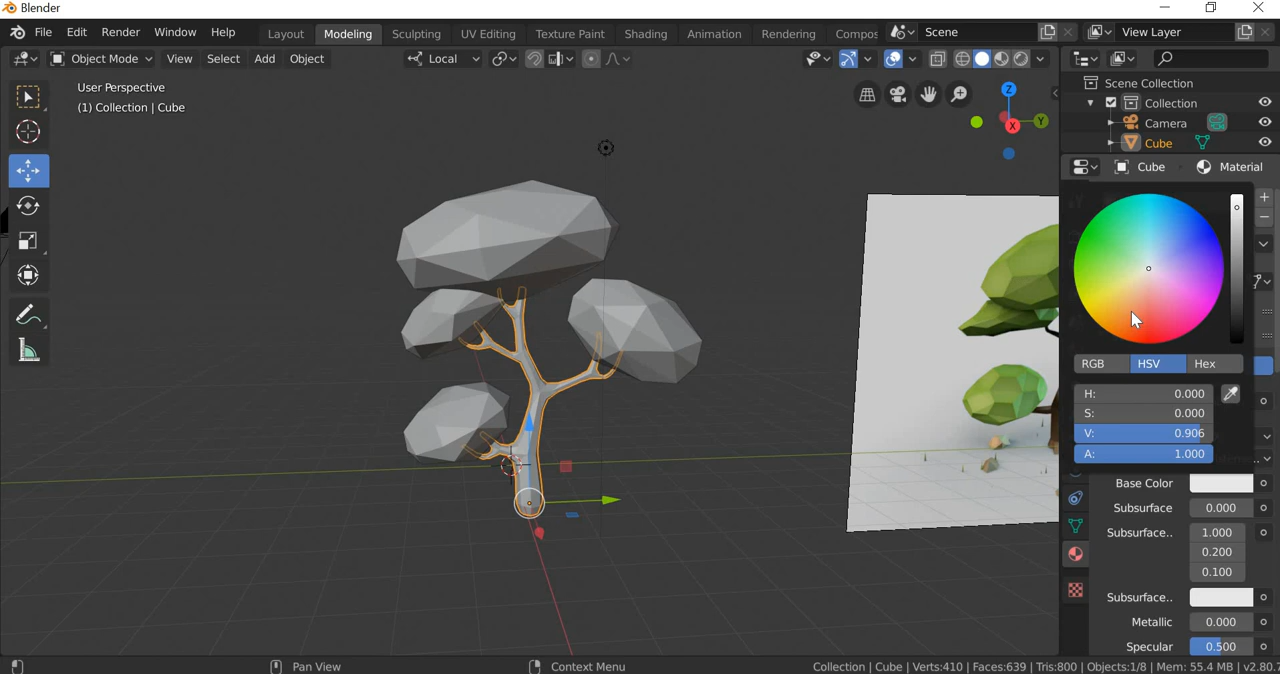 Blender
File Edit Render Window Help
Layout Modeling Sculpting UV Editing Texture Paint Shading Animation Rendering Compos
Scene
View Layer
Object Mode View Select Add Object
Local
User Perspective
(1) Collection | Cube
Z
Y
X
Scene Collection
Collection
Camera
Cube
Cube Material
RGB HSV Hex
H: 0.000
S: 0.000
V: 0.906
A: 1.000
Base Color
Subsurface 0.000
Subsurface.. 1.000
0.200
0.100
Subsurface..
Metallic 0.000
Specular 0.500
Pan View
Context Menu
Collection | Cube | Verts:410 | Faces:639 | Tris:800 | Objects:1/8 | Mem: 55.4 MB | v2.80.7